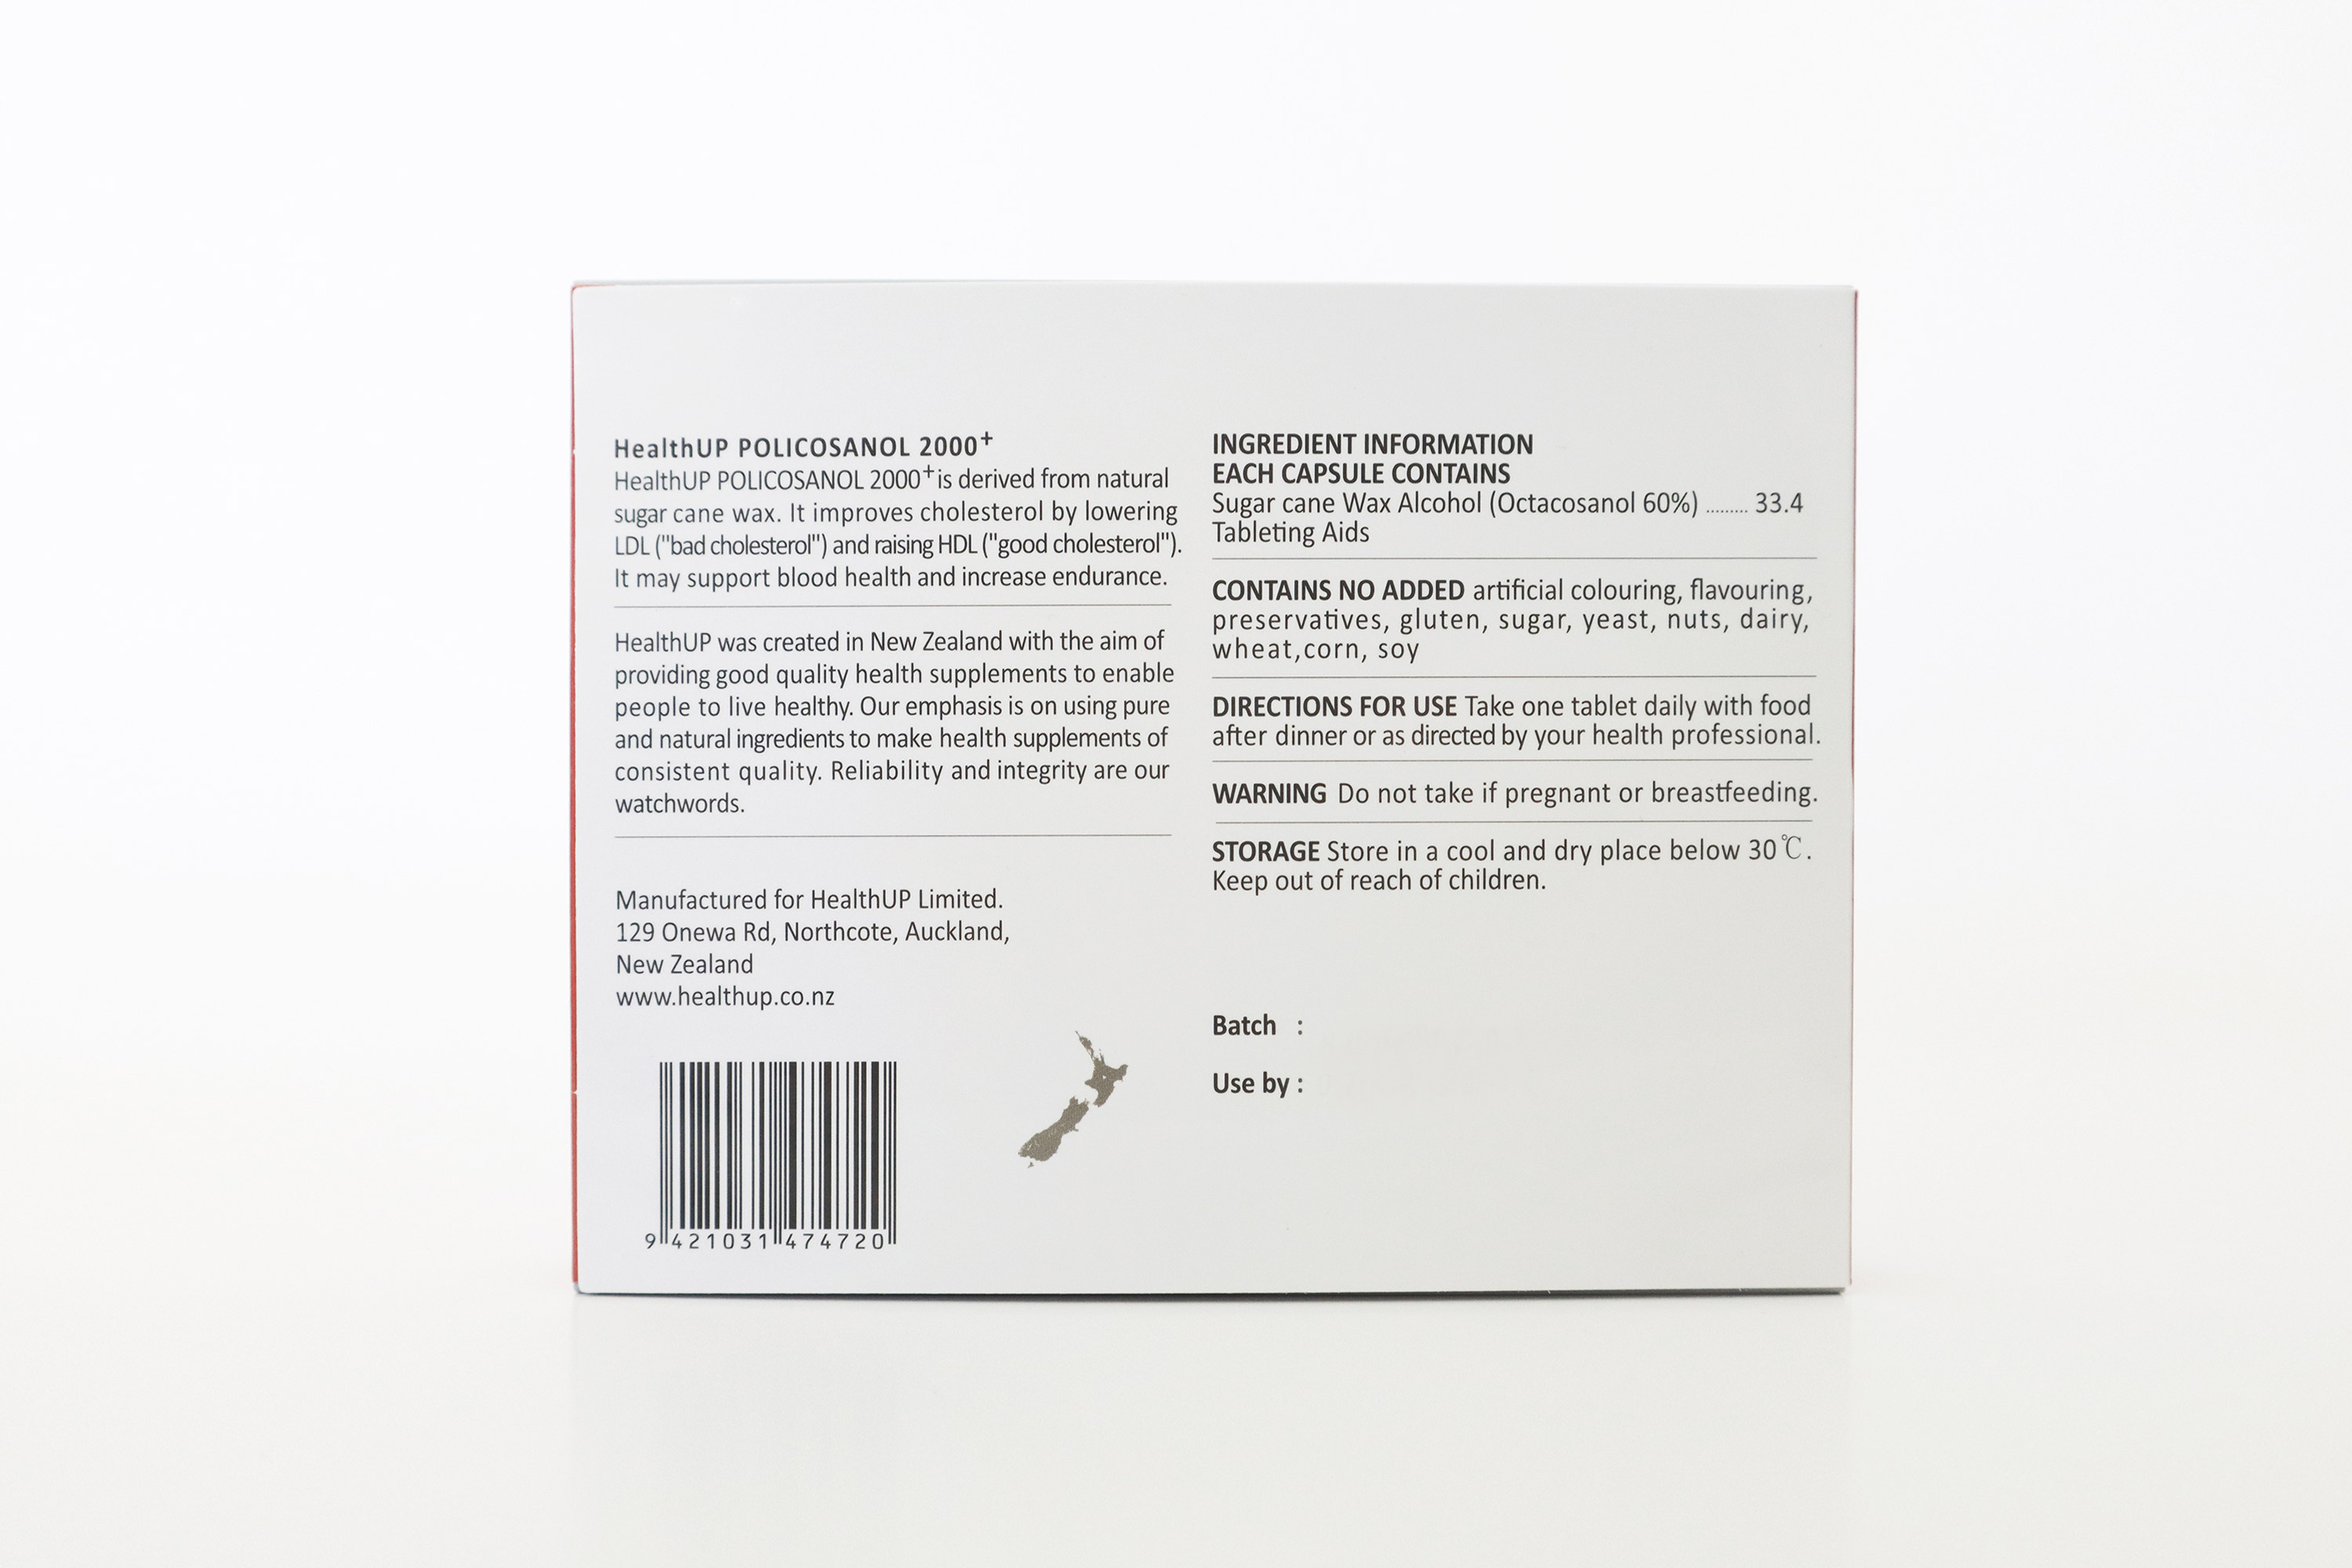 HealthUP POLICOSANOL 2000+
HealthUP POLICOSANOL 2000+ is derived from natural
sugar cane wax. It improves cholesterol by lowering
LDL ("bad cholesterol") and raising HDL ("good cholesterol").
It may support blood health and increase endurance.
HealthUP was created in New Zealand with the aim of
providing good quality health supplements to enable
people to live healthy. Our emphasis is on using pure
and natural ingredients to make health supplements of
consistent quality. Reliability and integrity are our
watchwords.
Manufactured for HealthUP Limited.
129 Onewa Rd, Northcote, Auckland,
New Zealand
www.healthup.co.nz
9 421031 474720
INGREDIENT INFORMATION
EACH CAPSULE CONTAINS
Sugar cane Wax Alcohol (Octacosanol 60%) ......... 33.4
Tableting Aids
CONTAINS NO ADDED artificial colouring, flavouring,
preservatives, gluten, sugar, yeast, nuts, dairy,
wheat,corn, soy
DIRECTIONS FOR USE Take one tablet daily with food
after dinner or as directed by your health professional.
WARNING Do not take if pregnant or breastfeeding.
STORAGE Store in a cool and dry place below 30℃.
Keep out of reach of children.
Batch :
Use by :